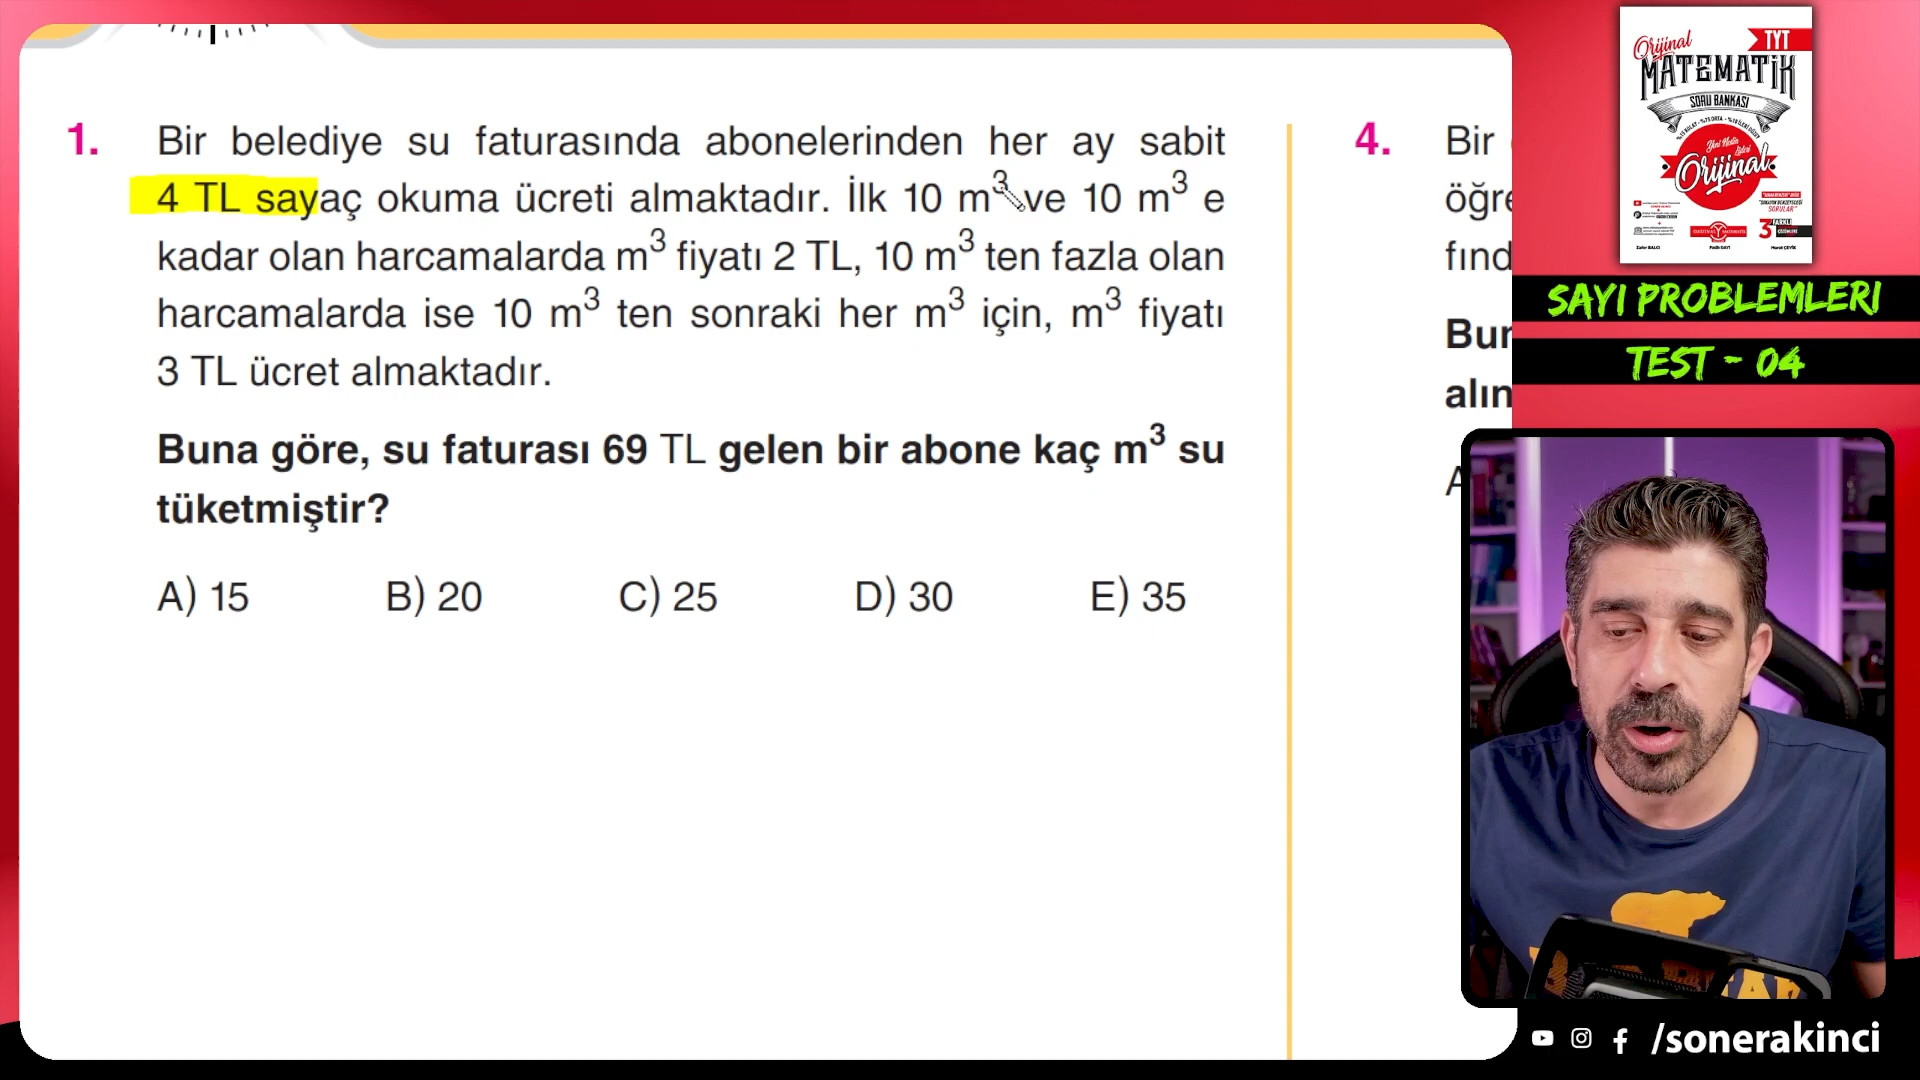 1. Bir belediye su faturasında abonelerinden her ay sabit
4 TL sayaç okuma ücreti almaktadır. İlk 10 m³ ve 10 m³ e
kadar olan harcamalarda m³ fiyatı 2 TL, 10 m³ ten fazla olan
harcamalarda ise 10 m³ ten sonraki her m³ için, m³ fiyatı
3 TL ücret almaktadır.
Buna göre, su faturası 69 TL gelen bir abone kaç m³ su
tüketmiştir?
A) 15 B) 20 C) 25 D) 30 E) 35
4. Bir
öğre
fınd
Bun
alın
A
Orijinal
TYT
MATEMATİK
SORU BANKASI
Orijinal
SAYI PROBLEMLERI
TEST - 04
/sonerakinci